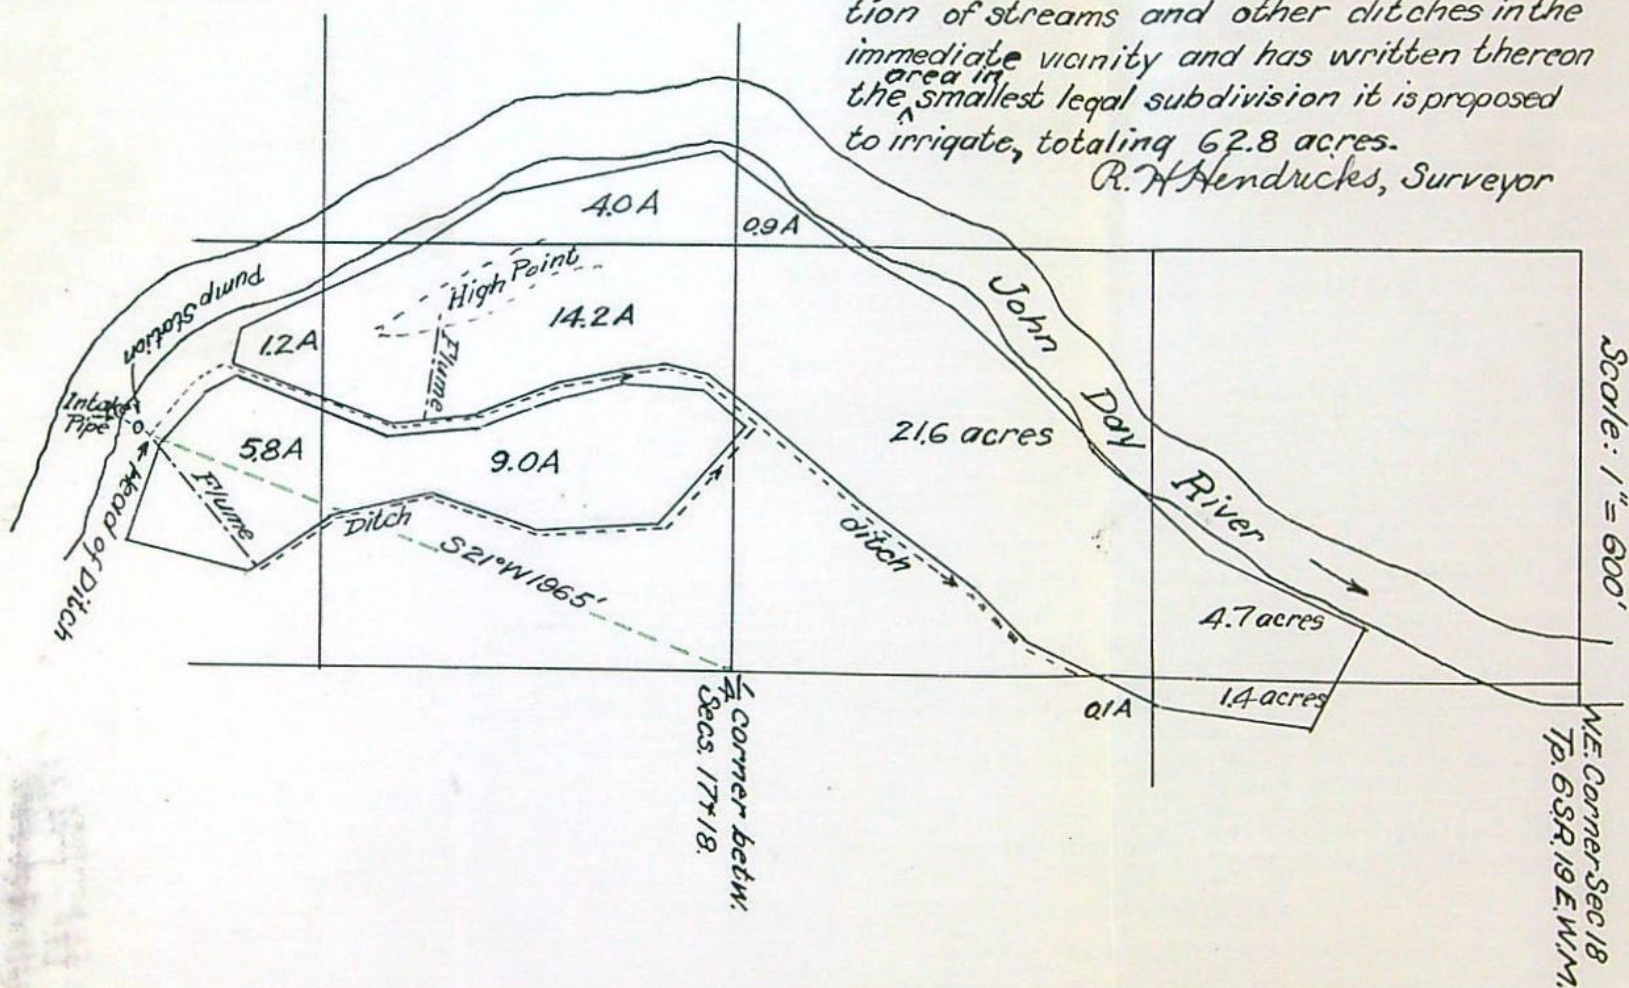 tion of streams and other ditches in the
immediate vicinity and has written thereon
area in
the ^ smallest legal subdivision it is proposed
to irrigate, totaling 62.8 acres.
R. H Hendricks, Surveyor
4.0 A
0.9 A
High Point
14.2 A
Flume
1.2 A
Pump Station
Intake
Pipe
Head of Ditch
5.8 A
Flume
9.0 A
Ditch
S 21° W 1965'
John Day River
21.6 acres
ditch
4.7 acres
1.4 acres
0.1 A
Scale: 1" = 600'
1/4 Corner betw.
Secs. 17 + 18.
N.E. Corner Sec 18
Tp. 6 S R. 19 E. W. M.